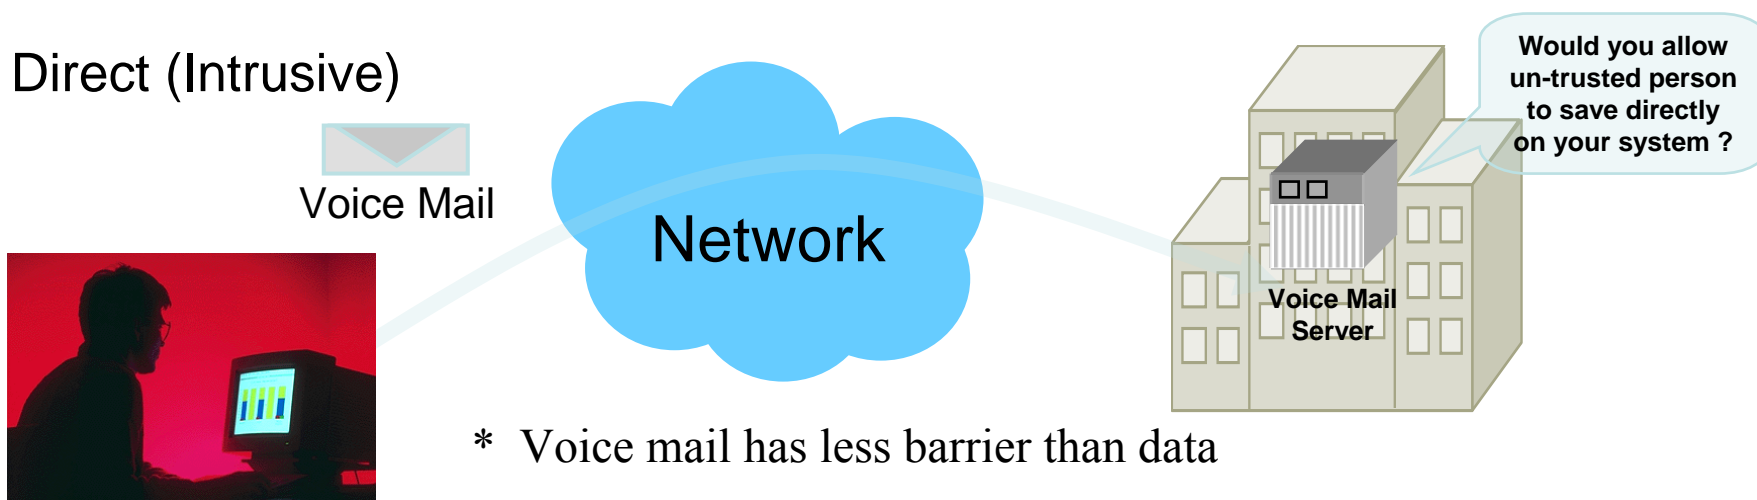 Direct (Intrusive)
Voice Mail
Network
Would you allow
un-trusted person
to save directly
on your system ?
Voice Mail
Server
* Voice mail has less barrier than data